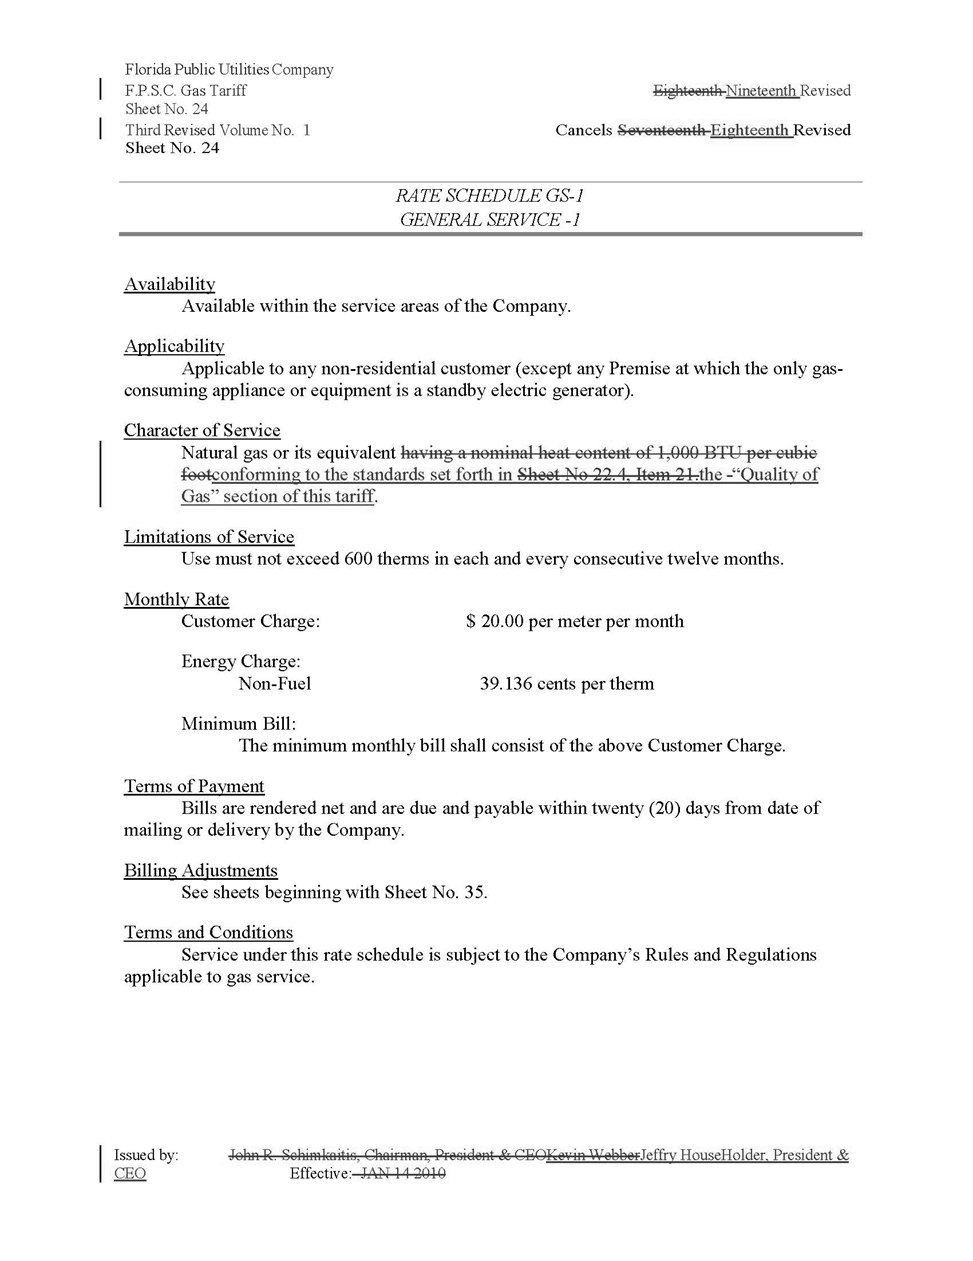 Florida Public Utilities Company
F.P.S.C. Gas Tariff Eighteenth Nineteenth Revised
Sheet No. 24
Third Revised Volume No. 1 Cancels Seventeenth Eighteenth Revised
Sheet No. 24
RATE SCHEDULE GS-1
GENERAL SERVICE -1
Availability
Available within the service areas of the Company.
Applicability
Applicable to any non-residential customer (except any Premise at which the only gas-
consuming appliance or equipment is a standby electric generator).
Character of Service
Natural gas or its equivalent having a nominal heat content of 1,000 BTU per cubic
footconforming to the standards set forth in Sheet No 22.4, Item 21.the -“Quality of
Gas” section of this tariff.
Limitations of Service
Use must not exceed 600 therms in each and every consecutive twelve months.
Monthly Rate
Customer Charge: $ 20.00 per meter per month
Energy Charge:
Non-Fuel 39.136 cents per therm
Minimum Bill:
The minimum monthly bill shall consist of the above Customer Charge.
Terms of Payment
Bills are rendered net and are due and payable within twenty (20) days from date of
mailing or delivery by the Company.
Billing Adjustments
See sheets beginning with Sheet No. 35.
Terms and Conditions
Service under this rate schedule is subject to the Company’s Rules and Regulations
applicable to gas service.
Issued by: John R. Schimkaitis, Chairman, President & CEOKevin WebberJeffry HouseHolder, President &
CEO Effective: JAN 14 2010